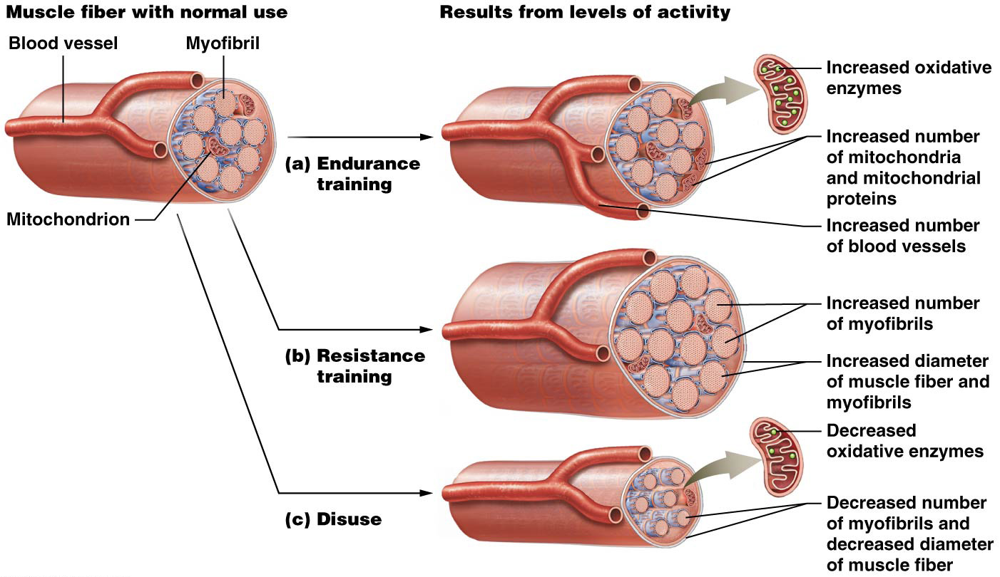 Muscle fiber with normal use
Results from levels of activity
Blood vessel
Myofibril
Mitochondrion
(a) Endurance
training
Increased oxidative
enzymes
Increased number
of mitochondria
and mitochondrial
proteins
Increased number
of blood vessels
(b) Resistance
training
Increased number
of myofibrils
Increased diameter
of muscle fiber and
myofibrils
(c) Disuse
Decreased
oxidative enzymes
Decreased number
of myofibrils and
decreased diameter
of muscle fiber